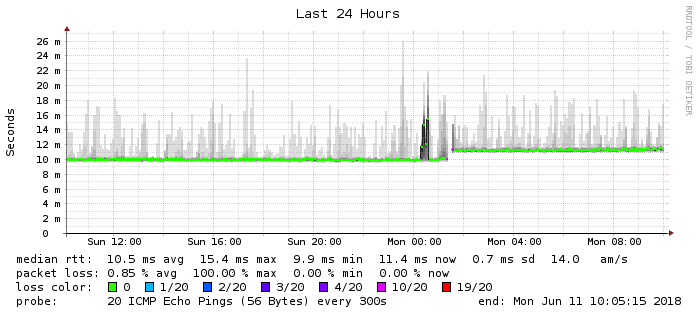 Last 24 Hours
RRDTOOL / TOBI OETIKER
Seconds
26 m
24 m
22 m
20 m
18 m
16 m
14 m
12 m
10 m
8 m
6 m
4 m
2 m
0
Sun 12:00 Sun 16:00 Sun 20:00 Mon 00:00 Mon 04:00 Mon 08:00
median rtt: 10.5 ms avg 15.4 ms max 9.9 ms min 11.4 ms now 0.7 ms sd 14.0 am/s
packet loss: 0.85 % avg 100.00 % max 0.00 % min 0.00 % now
loss color: 0 1/20 2/20 3/20 4/20 10/20 19/20
probe: 20 ICMP Echo Pings (56 Bytes) every 300s end: Mon Jun 11 10:05:15 2018